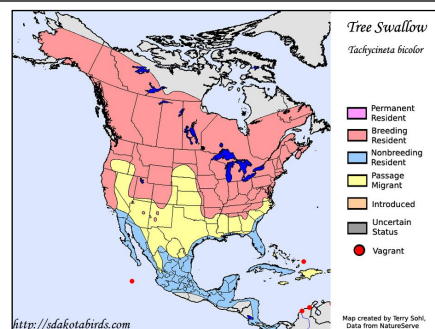 Tree Swallow
Tachycineta bicolor
Permanent
Resident
Breeding
Resident
Nonbreeding
Resident
Passage
Migrant
Introduced
Uncertain
Status
Vagrant
http://sdakotabirds.com
Map created by Terry Sohl,
Data from NatureServe